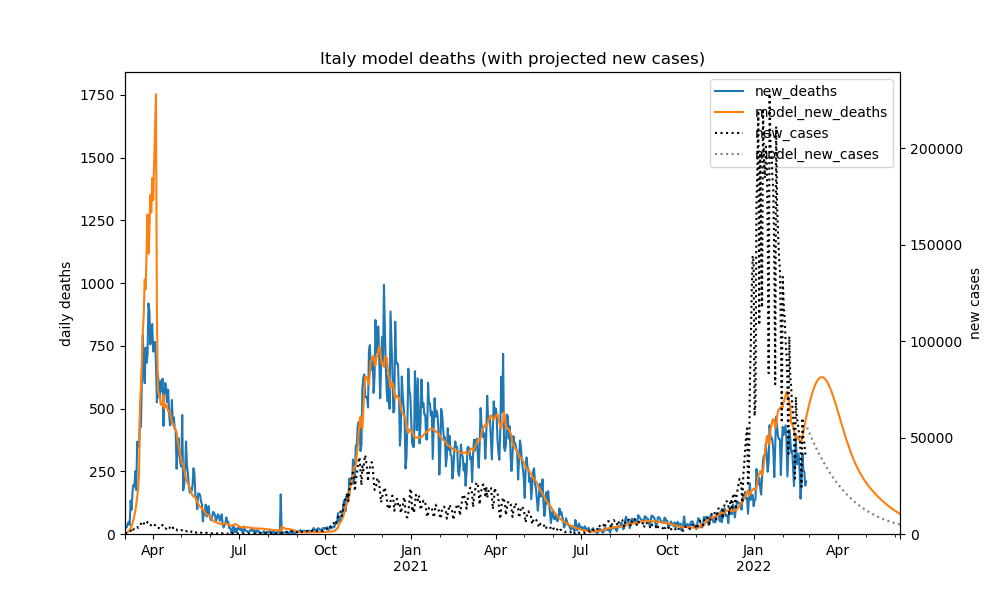 Italy model deaths (with projected new cases)
new_deaths
model_new_deaths
new_cases
model_new_cases
daily deaths
new cases
1750
1500
1250
1000
750
500
250
0
200000
150000
100000
50000
0
Apr Jul Oct Jan Apr Jul Oct Jan Apr
2021 2022